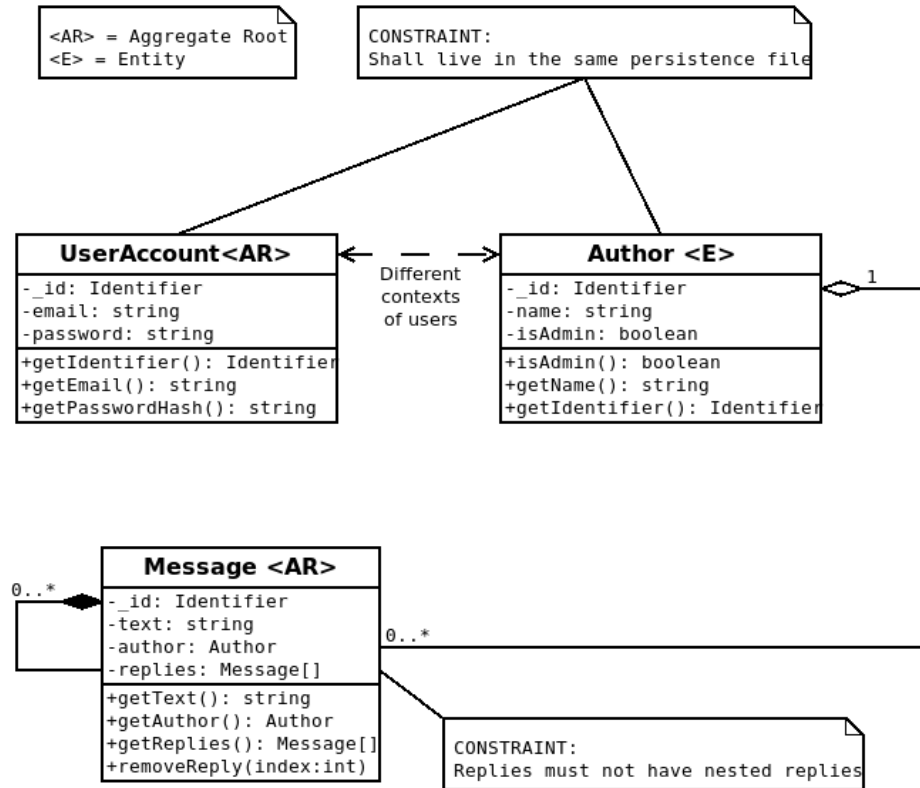 <AR> = Aggregate Root
<E> = Entity
CONSTRAINT:
Shall live in the same persistence file
UserAccount<AR>
-_id: Identifier
-email: string
-password: string
+getIdentifier(): Identifier
+getEmail(): string
+getPasswordHash(): string
Different
contexts
of users
Author <E>
-_id: Identifier
-name: string
-isAdmin: boolean
+isAdmin(): boolean
+getName(): string
+getIdentifier(): Identifier
1
Message <AR>
0..*
-_id: Identifier
-text: string
-author: Author
-replies: Message[]
+getText(): string
+getAuthor(): Author
+getReplies(): Message[]
+removeReply(index:int)
0..*
CONSTRAINT:
Replies must not have nested replies